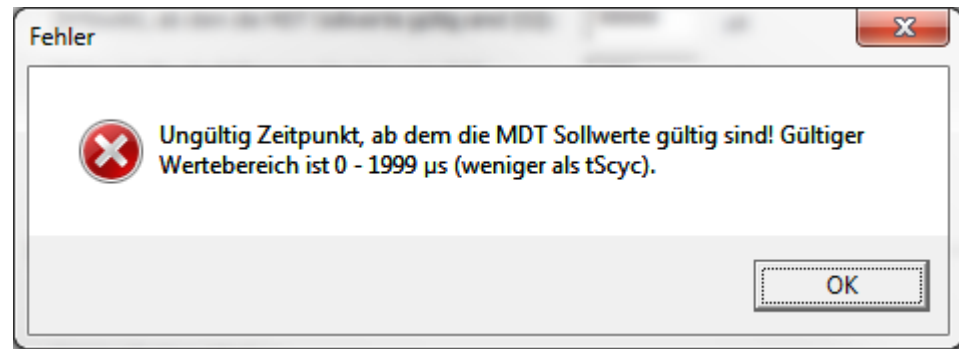 Fehler
Ungültig Zeitpunkt, ab dem die MDT Sollwerte gültig sind! Gültiger
Wertebereich ist 0 - 1999 µs (weniger als tScyc).
OK